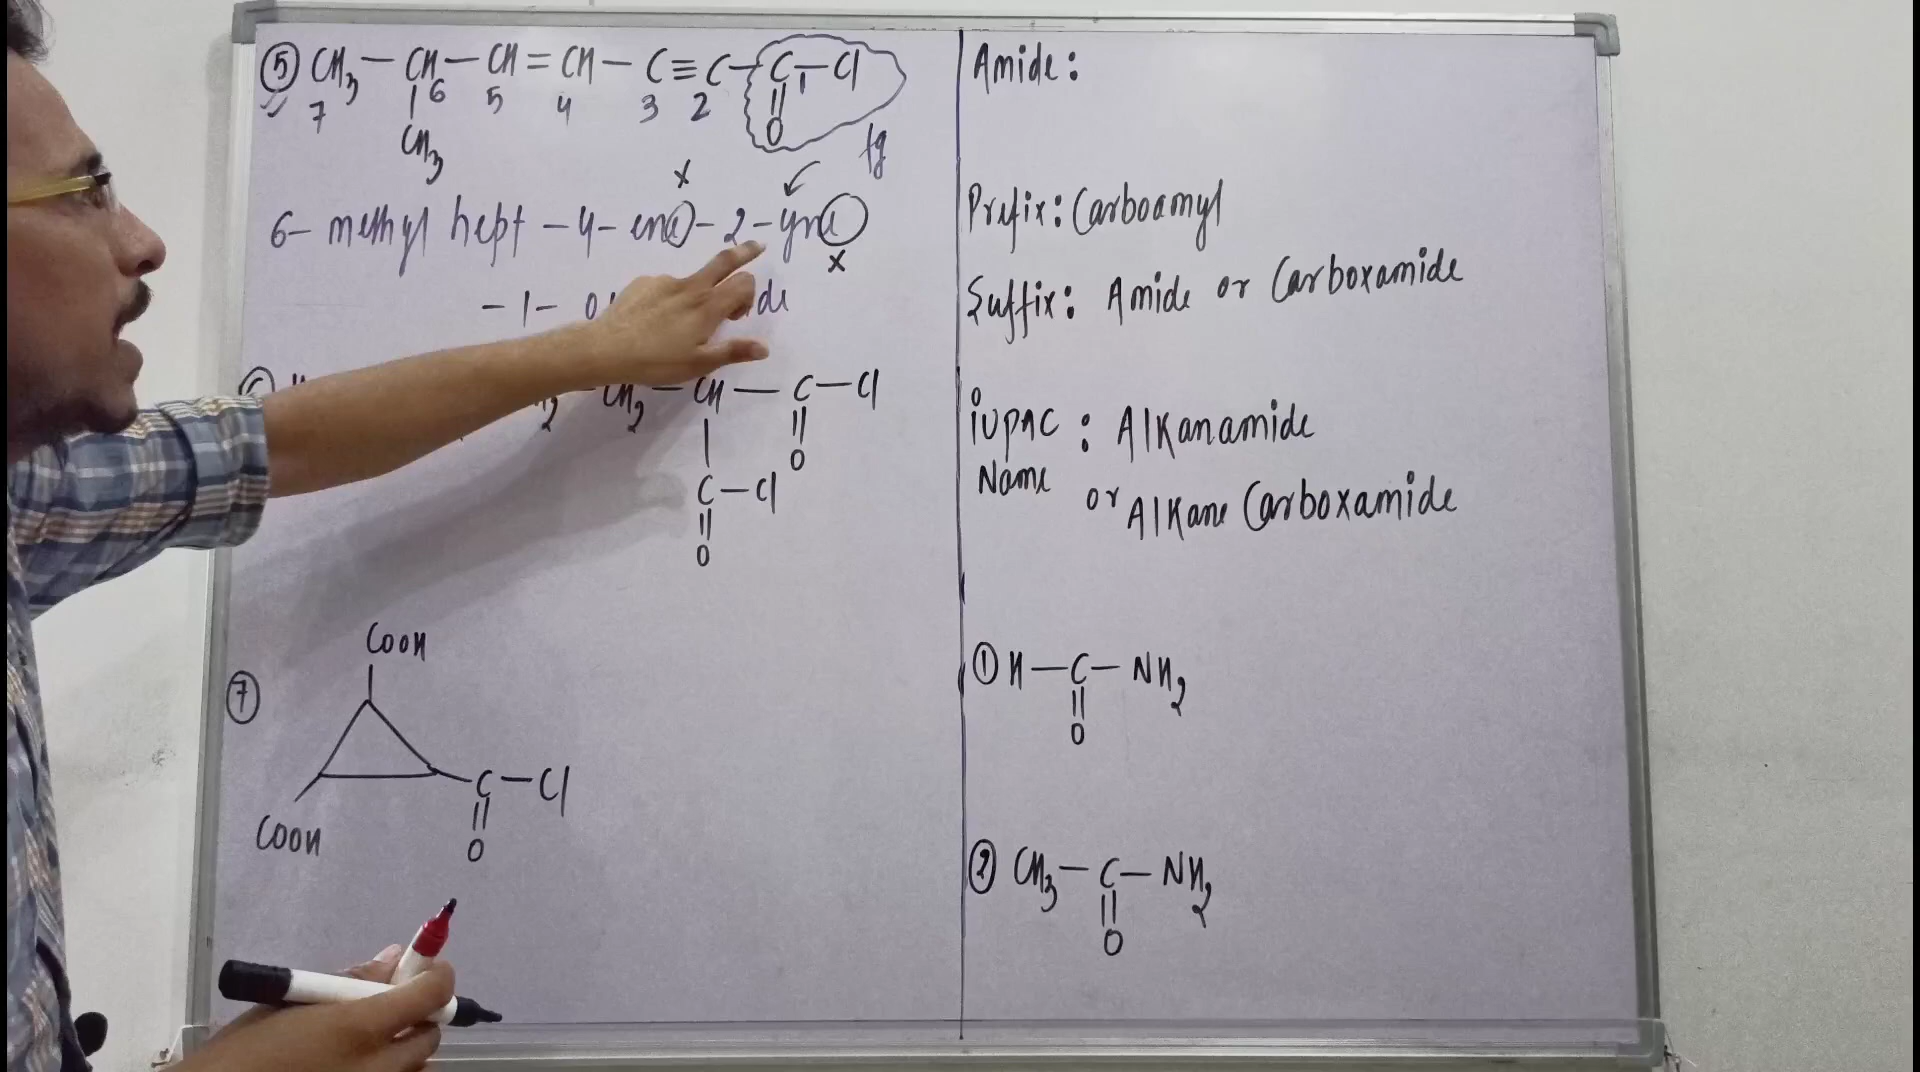 ⑤ CH3 — CH — CH = CH — C ≡ C — C — Cl
7 6 5 4 3 2 1
CH3
O
fg
x
6 - methyl hept - 4 - ene - 2 - yne
x
- 1 -
CH2 — CH — C — Cl
O
C — Cl
O
⑦
COOH
COOH
C — Cl
O
Amide :
Prefix : Carboamyl
Suffix : Amide or Carboxamide
iUPAC : Alkanamide
Name
or Alkane Carboxamide
① H — C — NH2
O
② CH3 — C — NH2
O